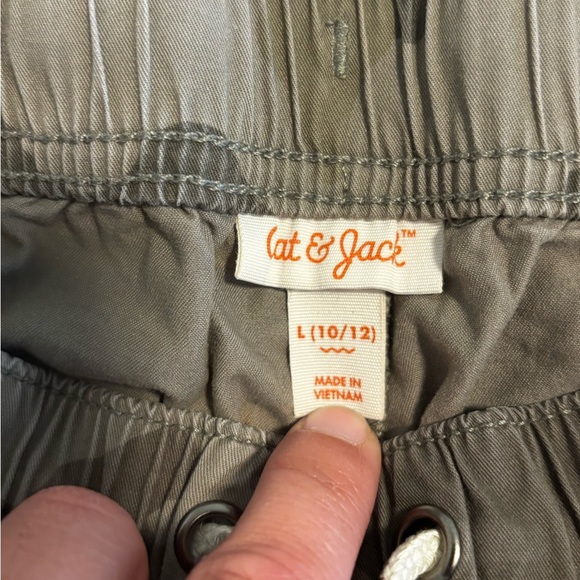 Cat & Jack™
L (10/12)
MADE IN
VIETNAM